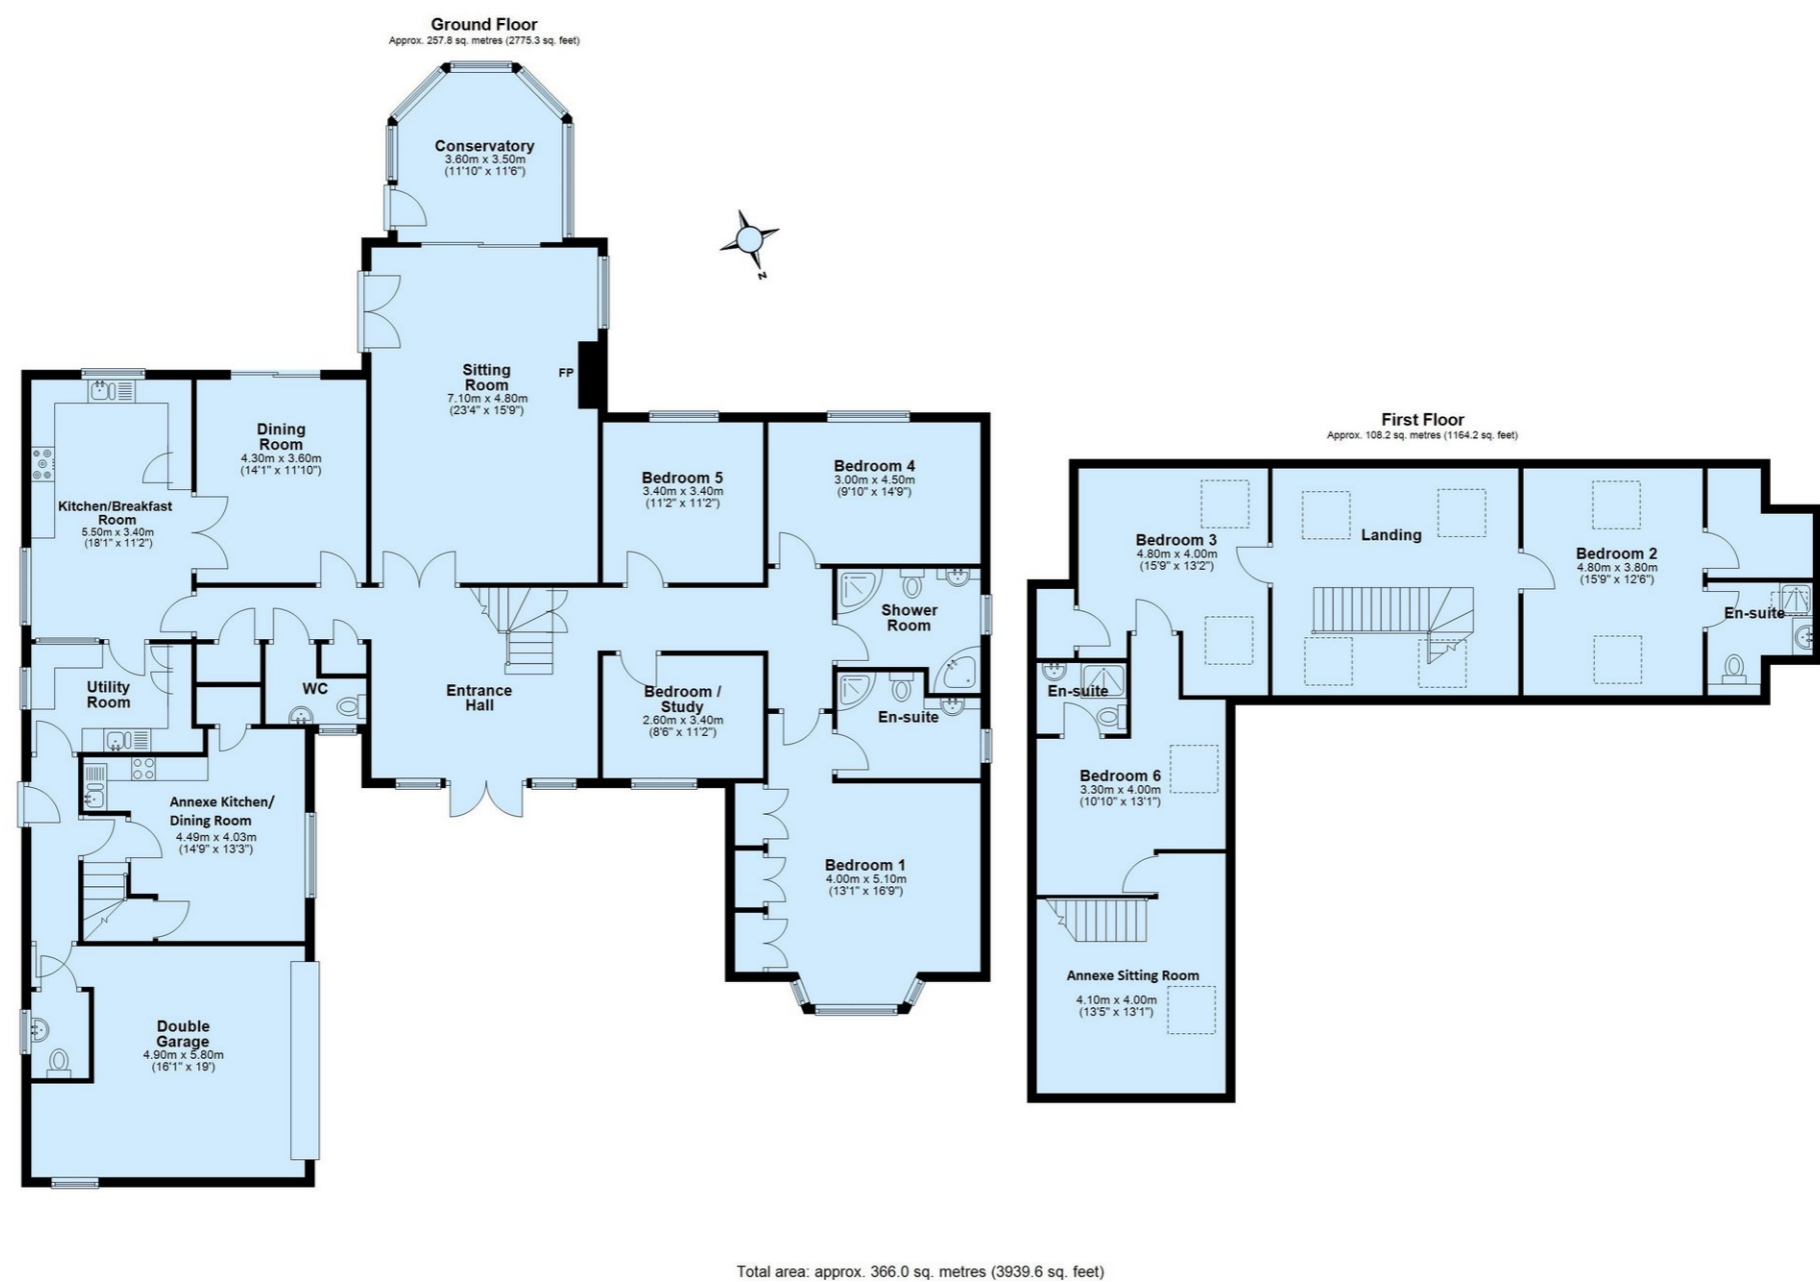 Ground Floor
Approx. 257.8 sq. metres (2775.3 sq. feet)
Conservatory
3.60m x 3.50m
(11'10" x 11'6")
N
Sitting
Room
7.10m x 4.80m
(23'4" x 15'9")
FP
Dining
Room
4.30m x 3.60m
(14'1" x 11'10")
Kitchen/Breakfast
Room
5.50m x 3.40m
(18'1" x 11'2")
Bedroom 5
3.40m x 3.40m
(11'2" x 11'2")
Bedroom 4
3.00m x 4.50m
(9'10" x 14'9")
Shower
Room
Utility
Room
WC
Entrance
Hall
Bedroom /
Study
2.60m x 3.40m
(8'6" x 11'2")
En-suite
Annexe Kitchen/
Dining Room
4.49m x 4.03m
(14'9" x 13'3")
Bedroom 1
4.00m x 5.10m
(13'1" x 16'9")
Double
Garage
4.90m x 5.80m
(16'1" x 19')
First Floor
Approx. 108.2 sq. metres (1164.2 sq. feet)
Bedroom 3
4.80m x 4.00m
(15'9" x 13'2")
Landing
Bedroom 2
4.80m x 3.80m
(15'9" x 12'6")
En-suite
En-suite
Bedroom 6
3.30m x 4.00m
(10'10" x 13'1")
Annexe Sitting Room
4.10m x 4.00m
(13'5" x 13'1")
Total area: approx. 366.0 sq. metres (3939.6 sq. feet)